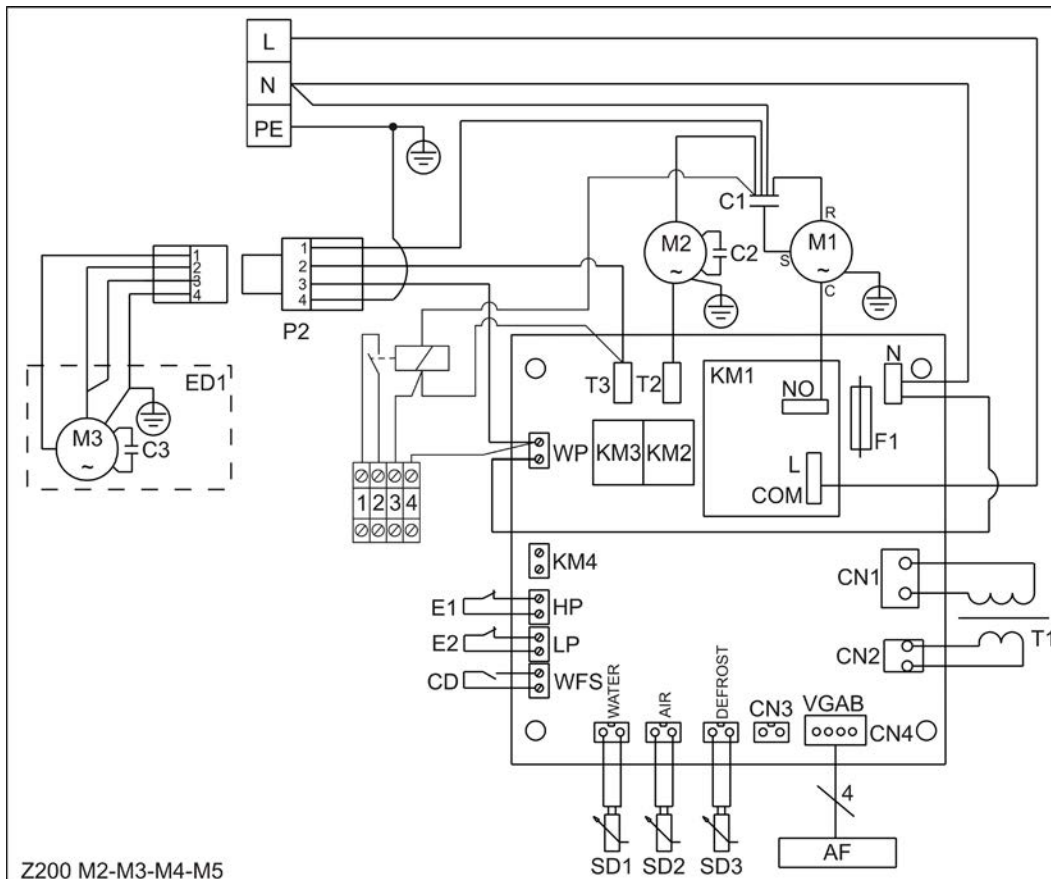 L
N
PE
C1
R
M2
~
C2
S
M1
~
C
1
2
3
4
1
2
3
4
P2
ED1
M3
~
C3
T3
T2
KM1
NO
N
F1
WP
KM3
KM2
L
COM
1
2
3
4
KM4
E1
HP
E2
LP
CD
WFS
CN1
T1
CN2
WATER
AIR
DEFROST
CN3
VGAB
CN4
4
SD1
SD2
SD3
AF
Z200 M2-M3-M4-M5